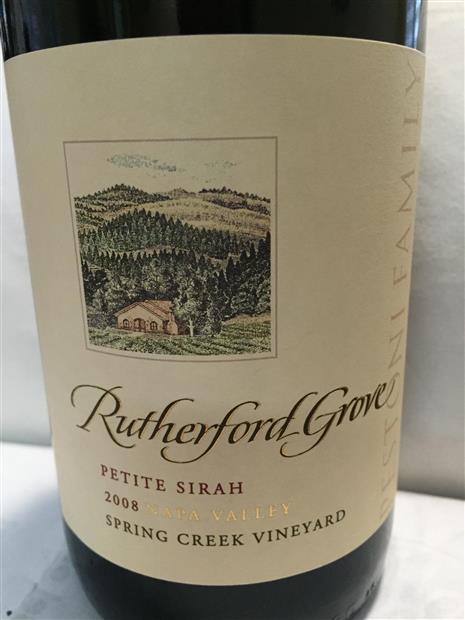 Rutherford Grove
PETITE SIRAH
2008 NAPA VALLEY
SPRING CREEK VINEYARD
PESTONI FAMILY